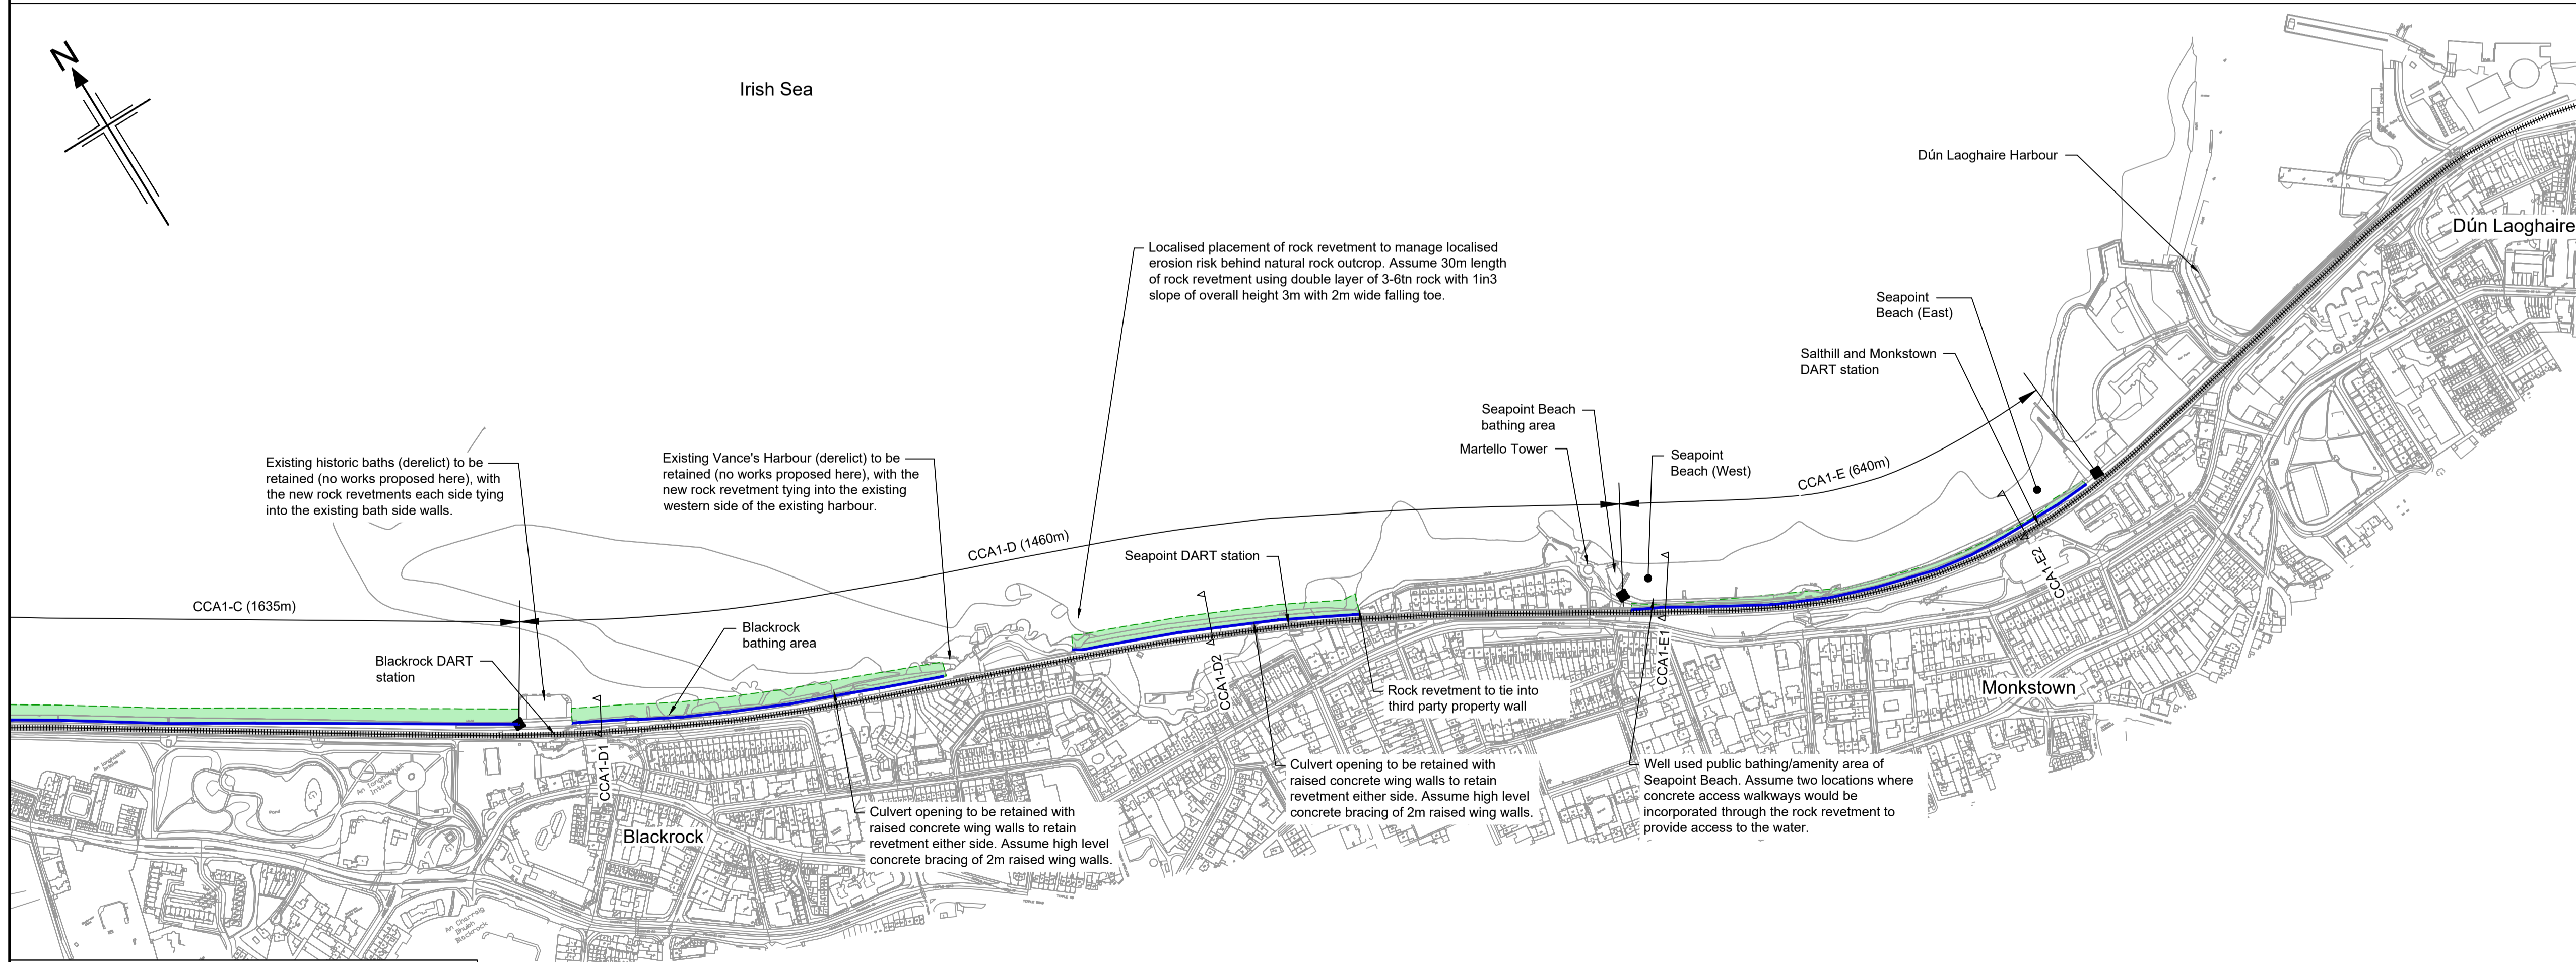 N
Irish Sea
Dún Laoghaire Harbour
Dún Laoghaire
Localised placement of rock revetment to manage localised
erosion risk behind natural rock outcrop. Assume 30m length
of rock revetment using double layer of 3-6tn rock with 1in3
slope of overall height 3m with 2m wide falling toe.
Seapoint
Beach (East)
Salthill and Monkstown
DART station
Seapoint Beach
bathing area
Martello Tower
Seapoint
Beach (West)
CCA1-E (640m)
Existing historic baths (derelict) to be
retained (no works proposed here), with
the new rock revetments each side tying
into the existing bath side walls.
Existing Vance's Harbour (derelict) to be
retained (no works proposed here), with the
new rock revetment tying into the existing
western side of the existing harbour.
CCA1-D (1460m)
Seapoint DART station
CCA1-C (1635m)
Blackrock
bathing area
Blackrock DART
station
CCA1-D1
CCA1-D2
CCA1-E1
CCA1-E2
Rock revetment to tie into
third party property wall
Monkstown
Culvert opening to be retained with
raised concrete wing walls to retain
revetment either side. Assume high level
concrete bracing of 2m raised wing walls.
Well used public bathing/amenity area of
Seapoint Beach. Assume two locations where
concrete access walkways would be
incorporated through the rock revetment to
provide access to the water.
Culvert opening to be retained with
raised concrete wing walls to retain
revetment either side. Assume high level
concrete bracing of 2m raised wing walls.
Blackrock
Pond
An Charraig
Dhubh
Blackrock